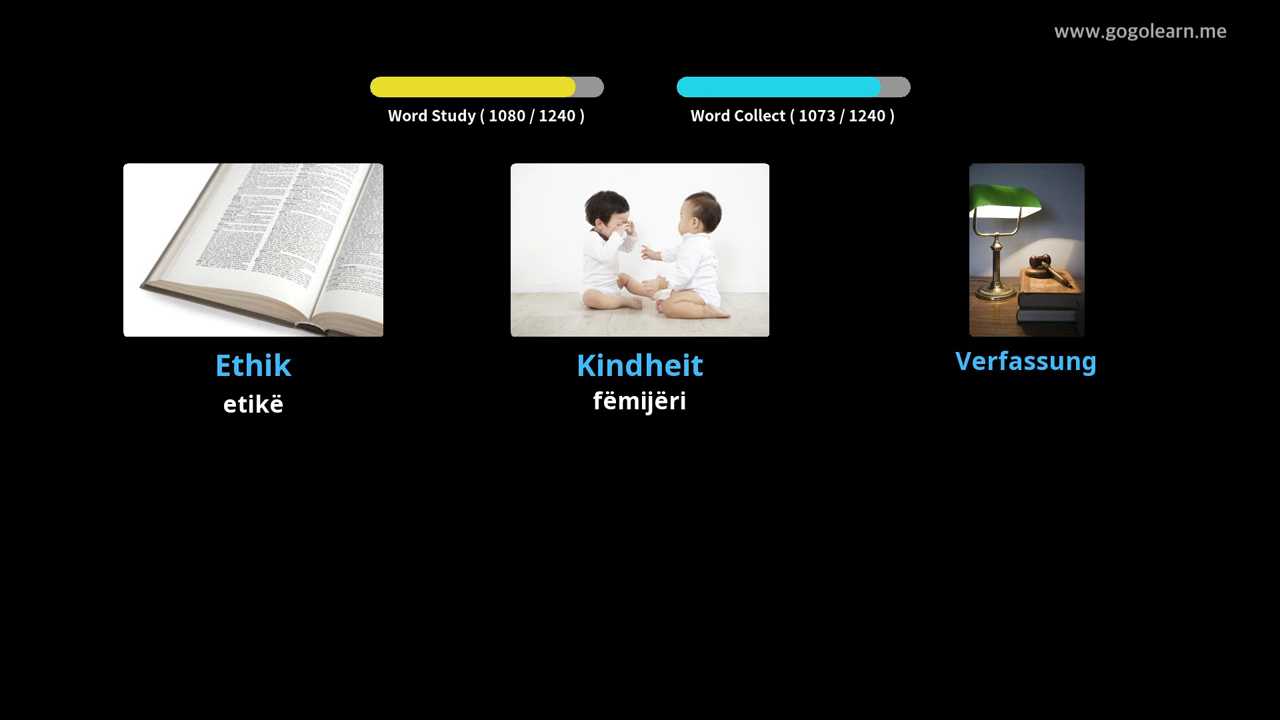 www.gogolearn.me
Word Study ( 1080 / 1240 )
Word Collect ( 1073 / 1240 )
Ethik
etikë
Kindheit
fëmijëri
Verfassung